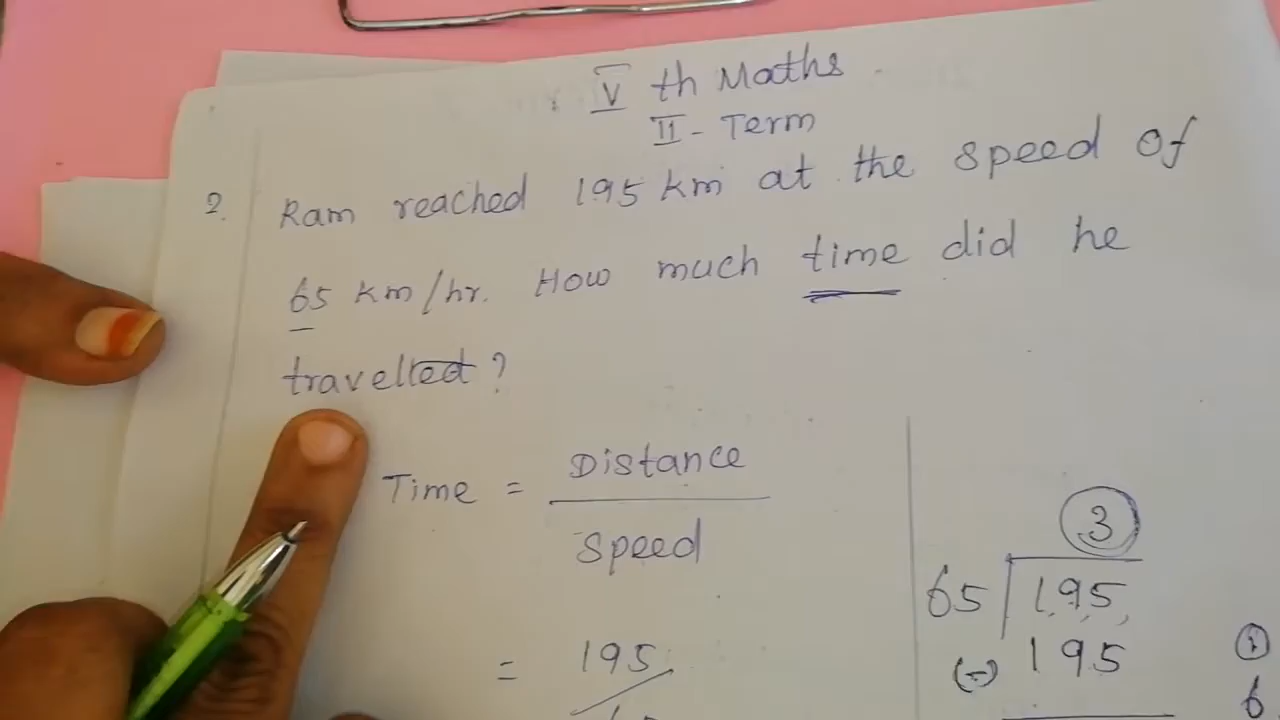 V th Maths
II - Term
2. Ram reached 195 km at the speed of
65 km/hr. How much time did he
travelled?
Time = Distance
Speed
3
65 195
(-) 195
= 195
6